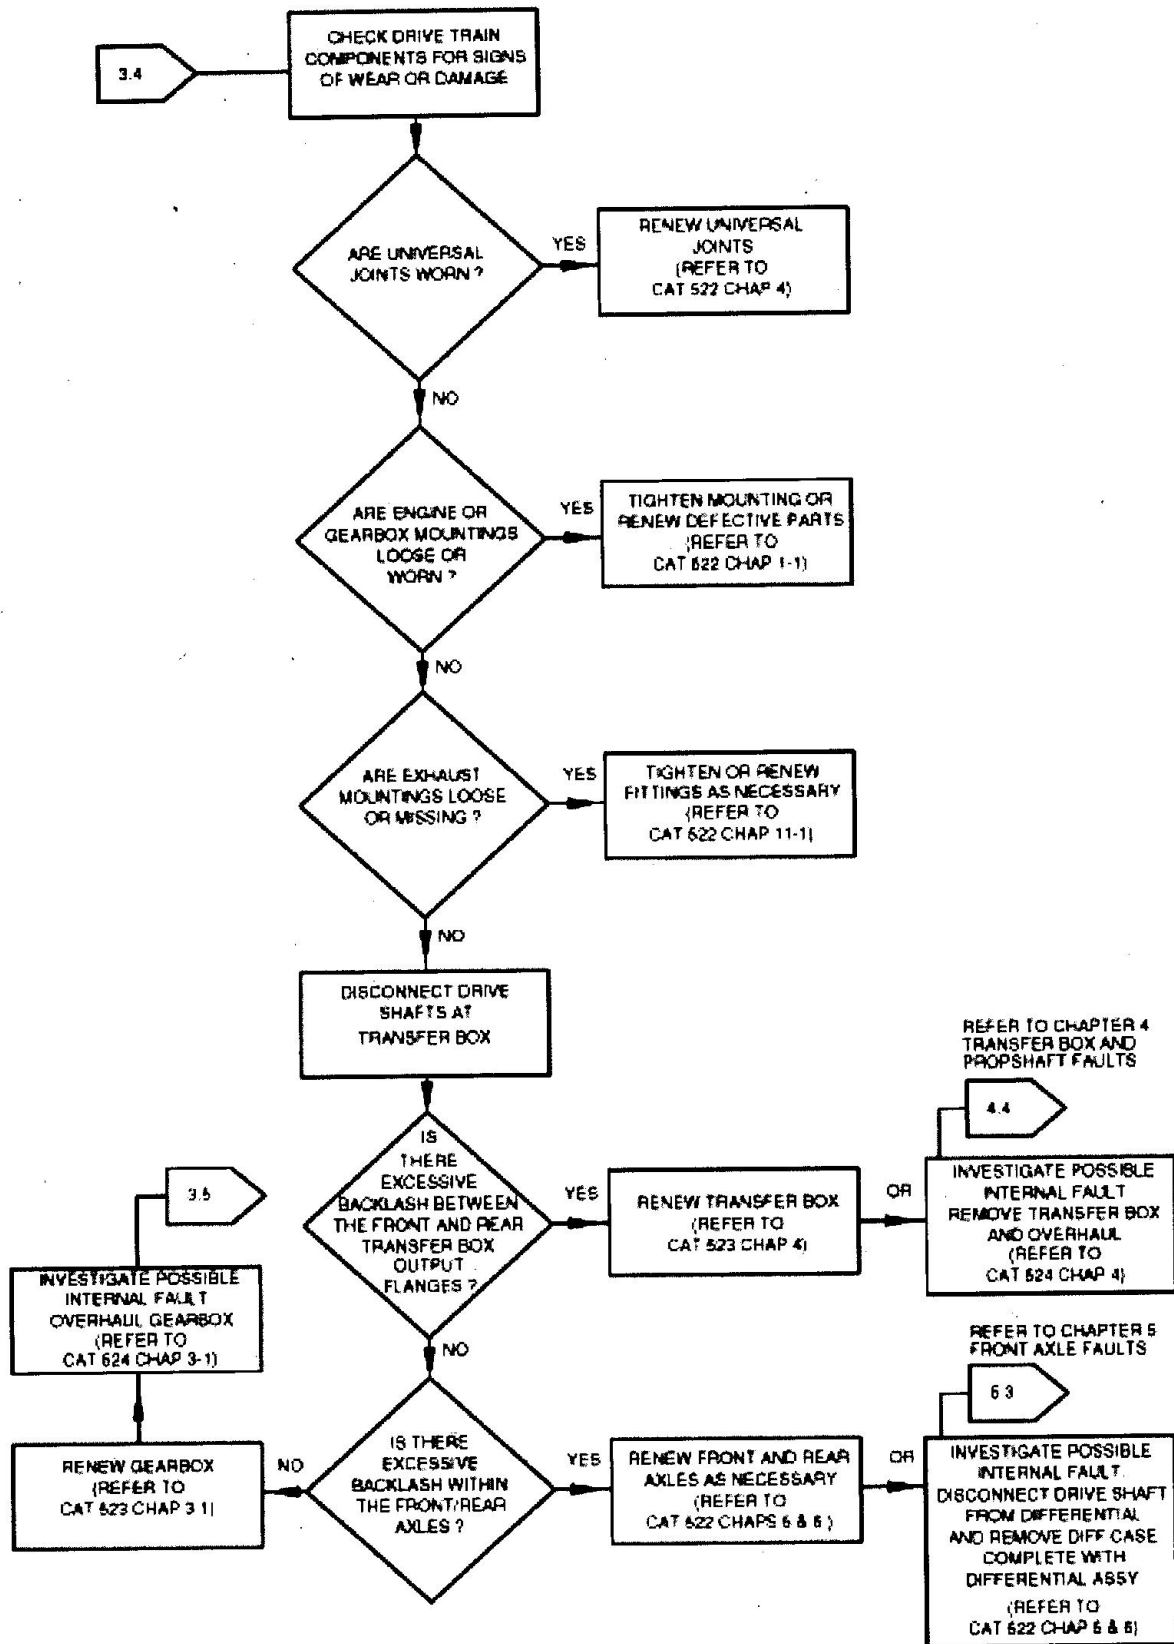 3.4
CHECK DRIVE TRAIN
COMPONENTS FOR SIGNS
OF WEAR OR DAMAGE
ARE UNIVERSAL
JOINTS WORN ?
YES
RENEW UNIVERSAL
JOINTS
(REFER TO
CAT 522 CHAP 4)
NO
ARE ENGINE OR
GEARBOX MOUNTINGS
LOOSE OR
WORN ?
YES
TIGHTEN MOUNTING OR
RENEW DEFECTIVE PARTS
(REFER TO
CAT 522 CHAP 1-1)
NO
ARE EXHAUST
MOUNTINGS LOOSE
OR MISSING ?
YES
TIGHTEN OR RENEW
FITTINGS AS NECESSARY
(REFER TO
CAT 522 CHAP 11-1)
NO
DISCONNECT DRIVE
SHAFTS AT
TRANSFER BOX
IS
THERE
EXCESSIVE
BACKLASH BETWEEN
THE FRONT AND REAR
TRANSFER BOX
OUTPUT
FLANGES ?
YES
RENEW TRANSFER BOX
(REFER TO
CAT 523 CHAP 4)
OR
REFER TO CHAPTER 4
TRANSFER BOX AND
PROPSHAFT FAULTS
4.4
INVESTIGATE POSSIBLE
INTERNAL FAULT
REMOVE TRANSFER BOX
AND OVERHAUL
(REFER TO
CAT 524 CHAP 4)
NO
IS THERE
EXCESSIVE
BACKLASH WITHIN
THE FRONT/REAR
AXLES ?
YES
RENEW FRONT AND REAR
AXLES AS NECESSARY
(REFER TO
CAT 522 CHAPS 5 & 6 )
OR
REFER TO CHAPTER 5
FRONT AXLE FAULTS
5 3
INVESTIGATE POSSIBLE
INTERNAL FAULT.
DISCONNECT DRIVE SHAFT
FROM DIFFERENTIAL
AND REMOVE DIFF CASE
COMPLETE WITH
DIFFERENTIAL ASSY
(REFER TO
CAT 522 CHAP 5 & 6)
NO
RENEW GEARBOX
(REFER TO
CAT 523 CHAP 3 1)
INVESTIGATE POSSIBLE
INTERNAL FAULT
OVERHAUL GEARBOX
(REFER TO
CAT 524 CHAP 3-1)
3.5